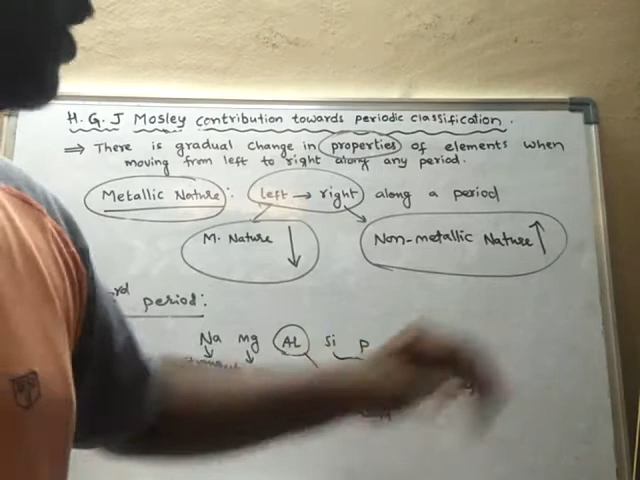 H. G. J Mosley contribution towards periodic classification.
⇒ There is gradual change in properties of elements when
moving from left to right along any period.
Metallic Nature: left → right along a period
M. Nature ↓ Non-metallic Nature ↑
rd period:
Na Mg AL Si P